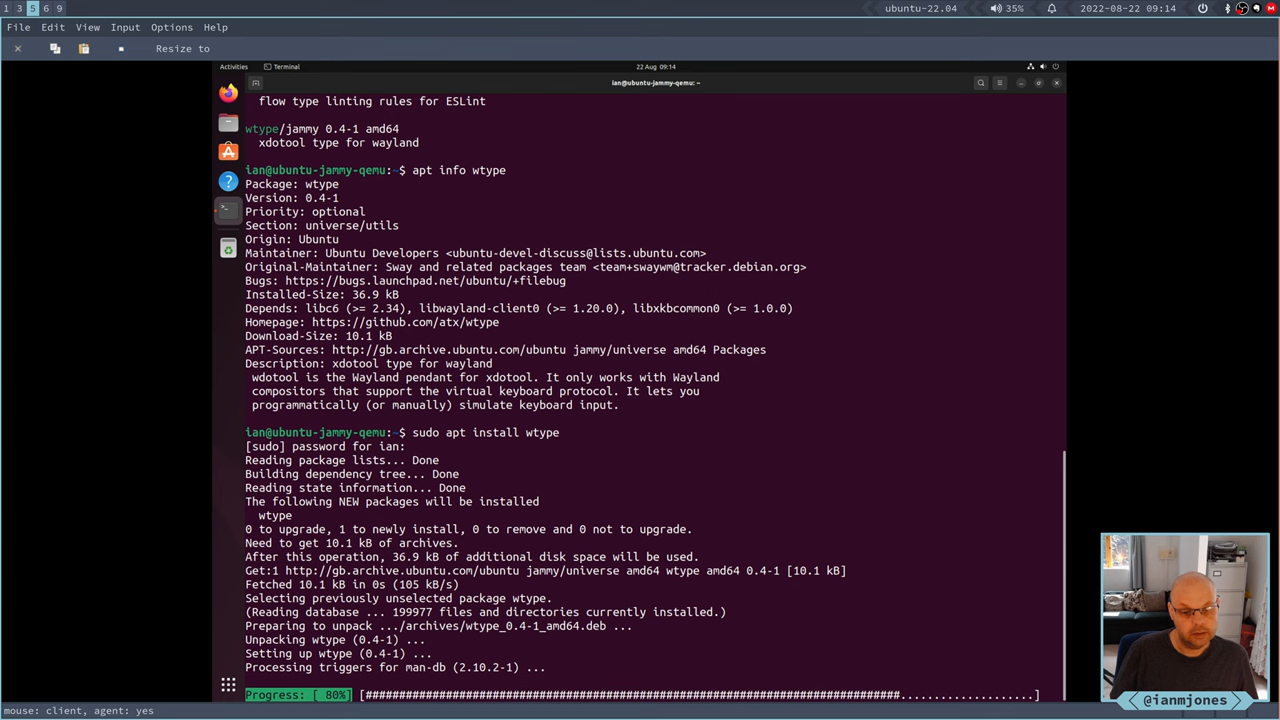 1 3 5 6 9
ubuntu-22.04
35%
2022-08-22 09:14
File Edit View Input Options Help
Resize to
Activities Terminal
22 Aug 09:14
ian@ubuntu-jammy-qemu: ~
flow type linting rules for ESLint
wtype/jammy 0.4-1 amd64
xdotool type for wayland
ian@ubuntu-jammy-qemu:~$ apt info wtype
Package: wtype
Version: 0.4-1
Priority: optional
Section: universe/utils
Origin: Ubuntu
Maintainer: Ubuntu Developers <ubuntu-devel-discuss@lists.ubuntu.com>
Original-Maintainer: Sway and related packages team <team+swaywm@tracker.debian.org>
Bugs: https://bugs.launchpad.net/ubuntu/+filebug
Installed-Size: 36.9 kB
Depends: libc6 (>= 2.34), libwayland-client0 (>= 1.20.0), libxkbcommon0 (>= 1.0.0)
Homepage: https://github.com/atx/wtype
Download-Size: 10.1 kB
APT-Sources: http://gb.archive.ubuntu.com/ubuntu jammy/universe amd64 Packages
Description: xdotool type for wayland
wdotool is the Wayland pendant for xdotool. It only works with Wayland
compositors that support the virtual keyboard protocol. It lets you
programmatically (or manually) simulate keyboard input.
ian@ubuntu-jammy-qemu:~$ sudo apt install wtype
[sudo] password for ian:
Reading package lists... Done
Building dependency tree... Done
Reading state information... Done
The following NEW packages will be installed
wtype
0 to upgrade, 1 to newly install, 0 to remove and 0 not to upgrade.
Need to get 10.1 kB of archives.
After this operation, 36.9 kB of additional disk space will be used.
Get:1 http://gb.archive.ubuntu.com/ubuntu jammy/universe amd64 wtype amd64 0.4-1 [10.1 kB]
Fetched 10.1 kB in 0s (105 kB/s)
Selecting previously unselected package wtype.
(Reading database ... 199977 files and directories currently installed.)
Preparing to unpack .../archives/wtype_0.4-1_amd64.deb ...
Unpacking wtype (0.4-1) ...
Setting up wtype (0.4-1) ...
Processing triggers for man-db (2.10.2-1) ...
Progress: [ 80%] [################################################################################....................]
@ianmjones
mouse: client, agent: yes